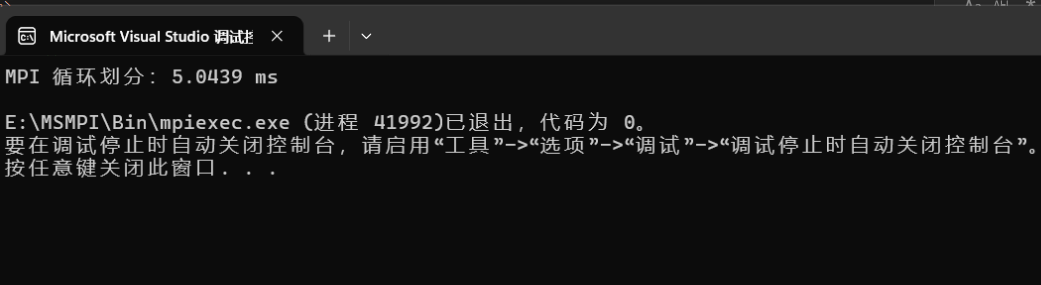 Microsoft Visual Studio 调试
MPI 循环划分：5.0439 ms
E:\MSMPI\Bin\mpiexec.exe (进程 41992)已退出，代码为 0。
要在调试停止时自动关闭控制台，请启用“工具”->“选项”->“调试”->“调试停止时自动关闭控制台”。
按任意键关闭此窗口. . .